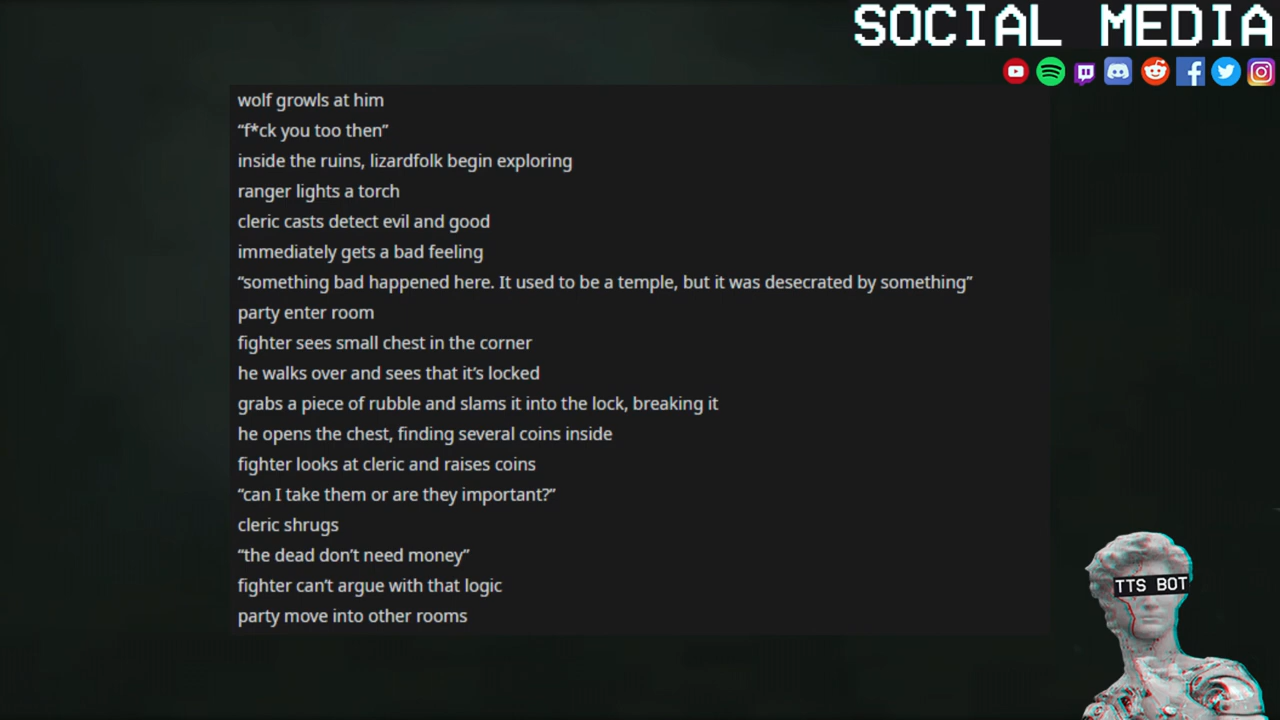 SOCIAL MEDIA
wolf growls at him
“f*ck you too then”
inside the ruins, lizardfolk begin exploring
ranger lights a torch
cleric casts detect evil and good
immediately gets a bad feeling
“something bad happened here. It used to be a temple, but it was desecrated by something”
party enter room
fighter sees small chest in the corner
he walks over and sees that it’s locked
grabs a piece of rubble and slams it into the lock, breaking it
he opens the chest, finding several coins inside
fighter looks at cleric and raises coins
“can I take them or are they important?”
cleric shrugs
“the dead don’t need money”
fighter can’t argue with that logic
party move into other rooms
TTS BOT